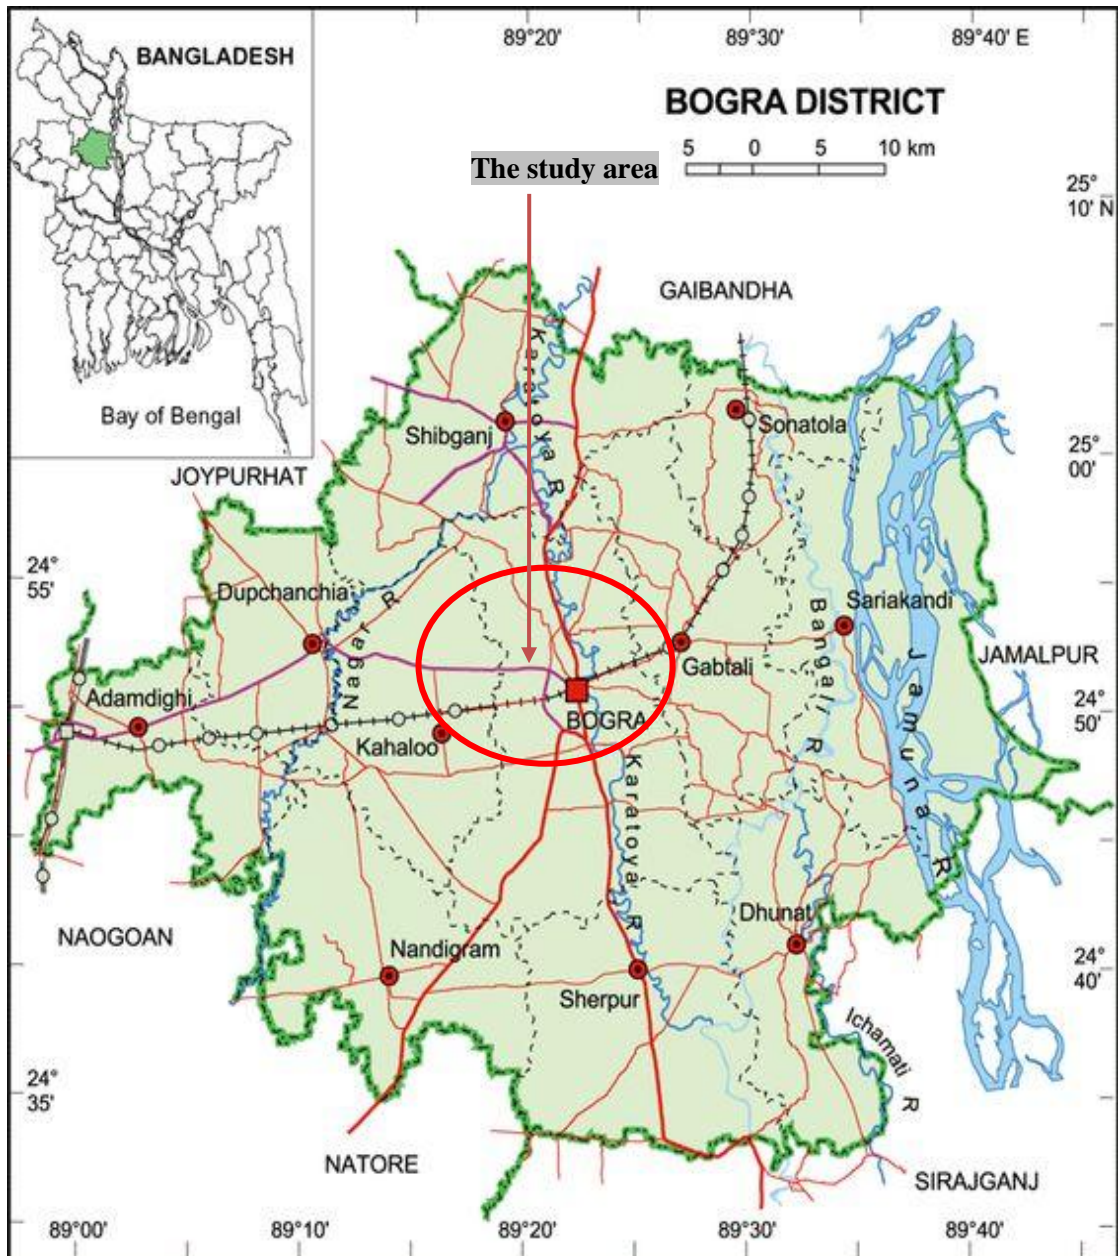 89°20' 89°30' 89°40' E
BANGLADESH
BOGRA DISTRICT
5 0 5 10 km
The study area
25°
10' N
GAIBANDHA
Bay of Bengal
Karatoya R
Shibganj
Sonatola
25°
00'
JOYPURHAT
24°
55'
Dupchanchia
Nagar R
Bangali R
Sariakandi
Jamuna R
Gabtali
JAMALPUR
Adamdighi
24°
50'
BOGRA
Kahaloo
Karatoya R
Dhunat
NAOGOAN
Nandigram
24°
40'
Sherpur
Ichamati R
24°
35'
NATORE
SIRAJGANJ
89°00' 89°10' 89°20' 89°30' 89°40'